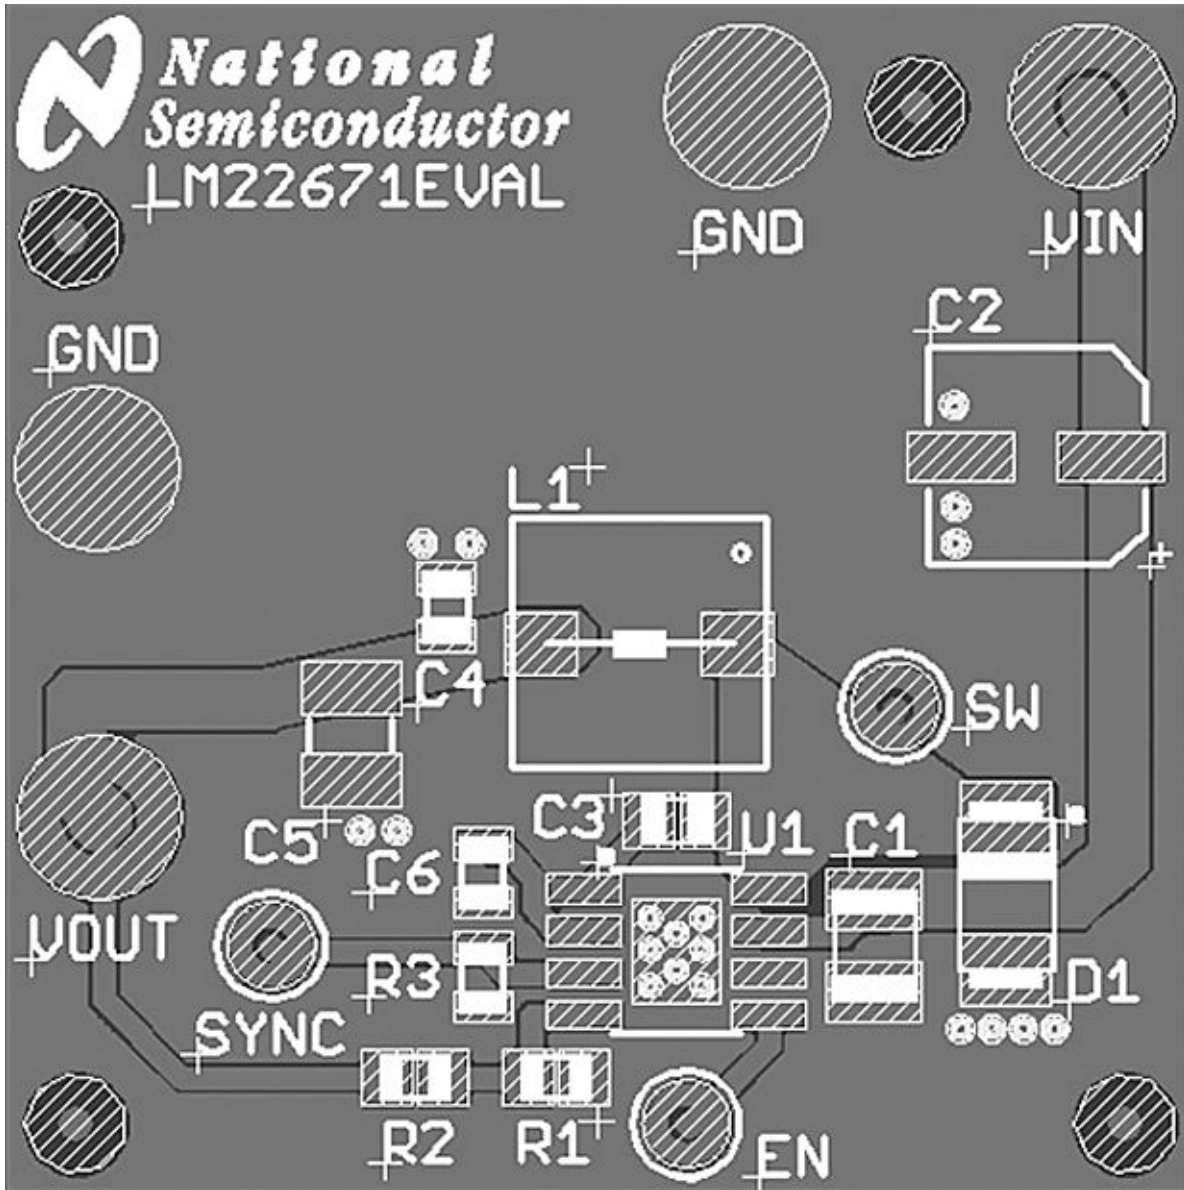 National
Semiconductor
LM22671EVAL
GND
VIN
GND
C2
L1
C4
SW
C3
U1
C1
C5
C6
VOUT
R3
D1
SYNC
R2
R1
EN